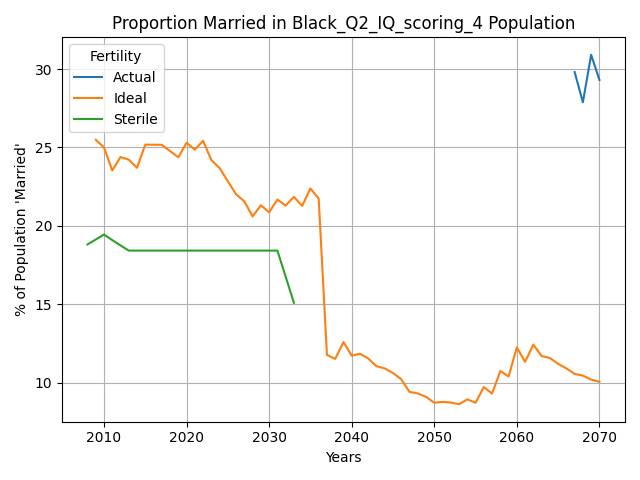 Proportion Married in Black_Q2_IQ_scoring_4 Population
Fertility
Actual
Ideal
Sterile
% of Population 'Married'
30
25
20
15
10
2010
2020
2030
2040
2050
2060
2070
Years